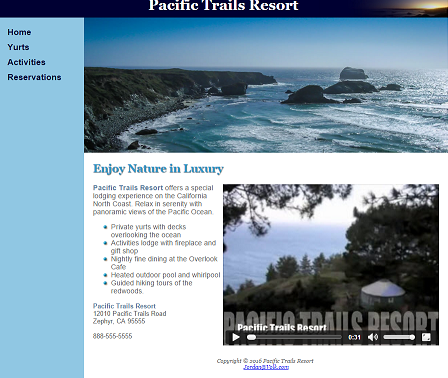 Pacific Trails Resort
Home
Yurts
Activities
Reservations
Enjoy Nature in Luxury
Pacific Trails Resort offers a special
lodging experience on the California
North Coast. Relax in serenity with
panoramic views of the Pacific Ocean.
Private yurts with decks
overlooking the ocean
Activities lodge with fireplace and
gift shop
Nightly fine dining at the Overlook
Cafe
Heated outdoor pool and whirlpool
Guided hiking tours of the
redwoods.
Pacific Trails Resort
12010 Pacific Trails Road
Zephyr, CA 95555
888-555-5555
PACIFIC TRAILS RESORT
Pacific Trails Resort
0:31
Copyright © 2016 Pacific Trails Resort
Jordan@Volk.com